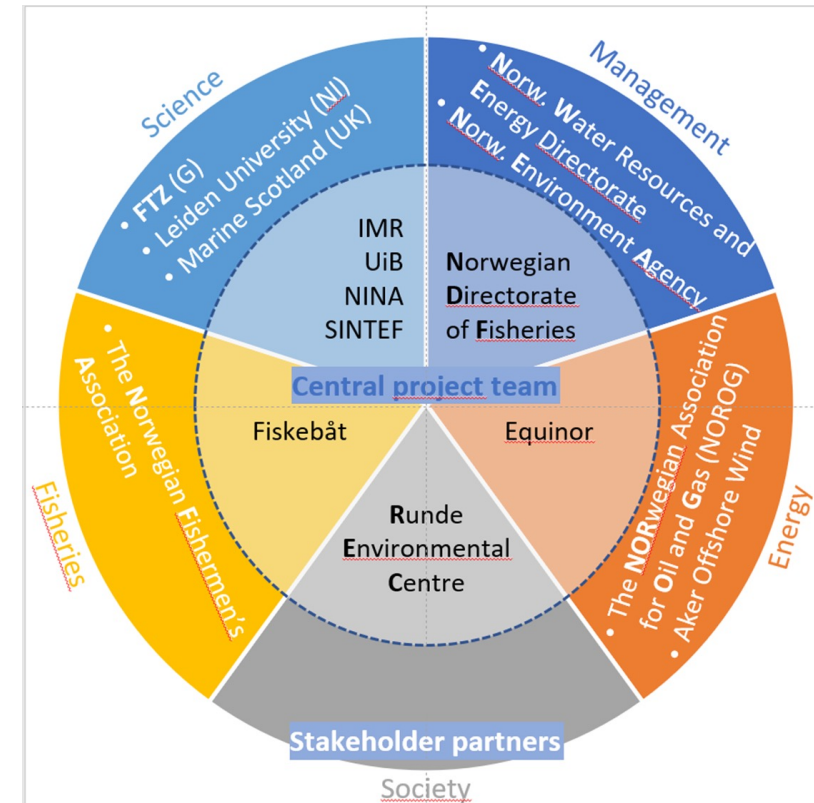 Science
• FTZ (G)
• Leiden University (Nl)
• Marine Scotland (UK)
Management
• Norw. Water Resources and
Energy Directorate
• Norw. Environment Agency
IMR
UiB
NINA
SINTEF
Norwegian
Directorate
of Fisheries
Central project team
Fiskebåt
Equinor
Runde
Environmental
Centre
Fisheries
• The Norwegian Fishermen's
Association
• The NORwegian Association
for Oil and Gas (NOROG)
• Aker Offshore Wind
Energy
Stakeholder partners
Society